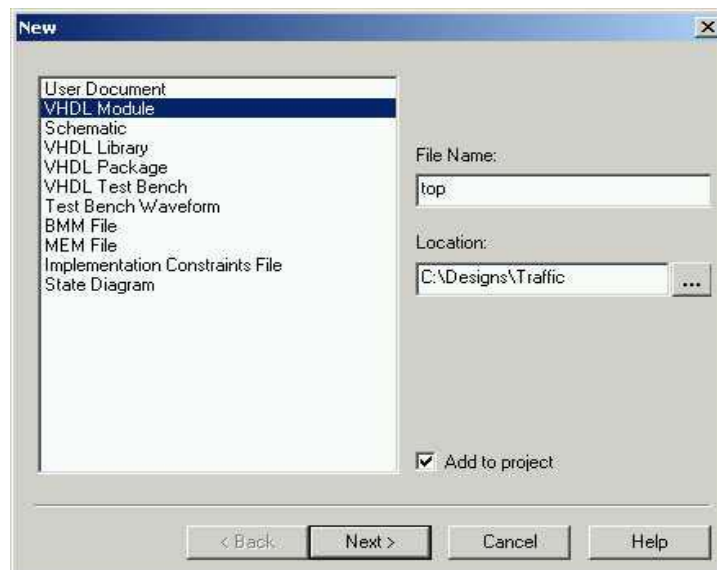 New
User Document
VHDL Module
Schematic
VHDL Library
VHDL Package
VHDL Test Bench
Test Bench Waveform
BMM File
MEM File
Implementation Constraints File
State Diagram
File Name:
top
Location:
C:\Designs\Traffic
...
Add to project
< Back
Next >
Cancel
Help